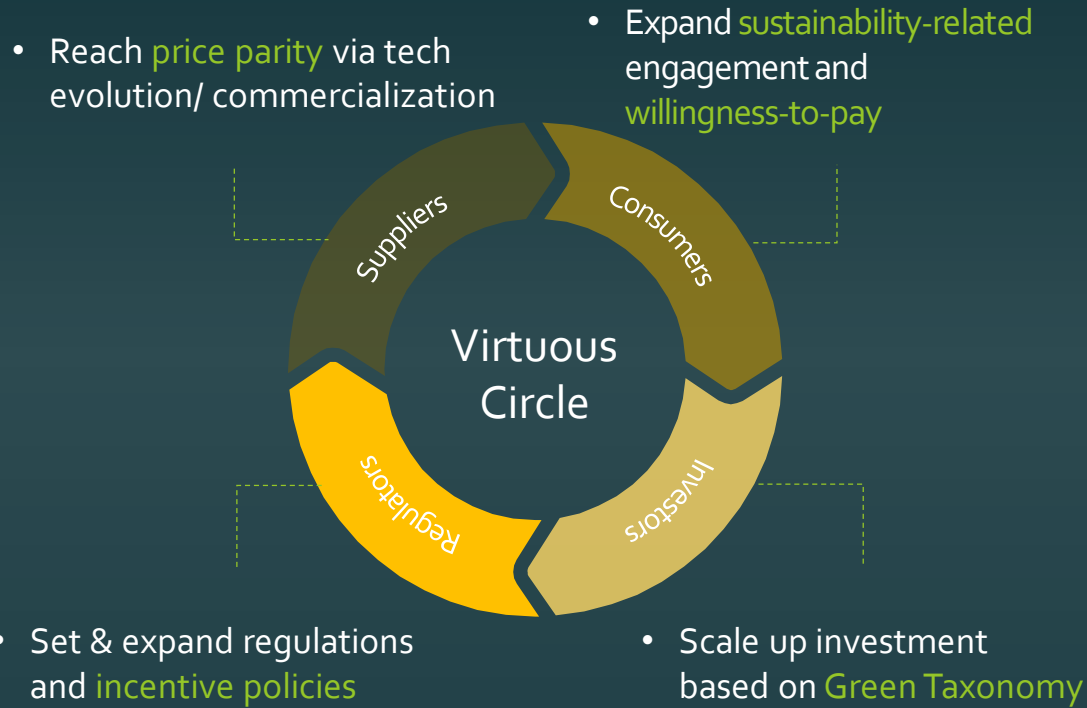 • Reach price parity via tech
evolution/ commercialization
• Expand sustainability-related
engagement and
willingness-to-pay
Suppliers
Consumers
Virtuous
Circle
Regulators
Investors
• Set & expand regulations
and incentive policies
• Scale up investment
based on Green Taxonomy